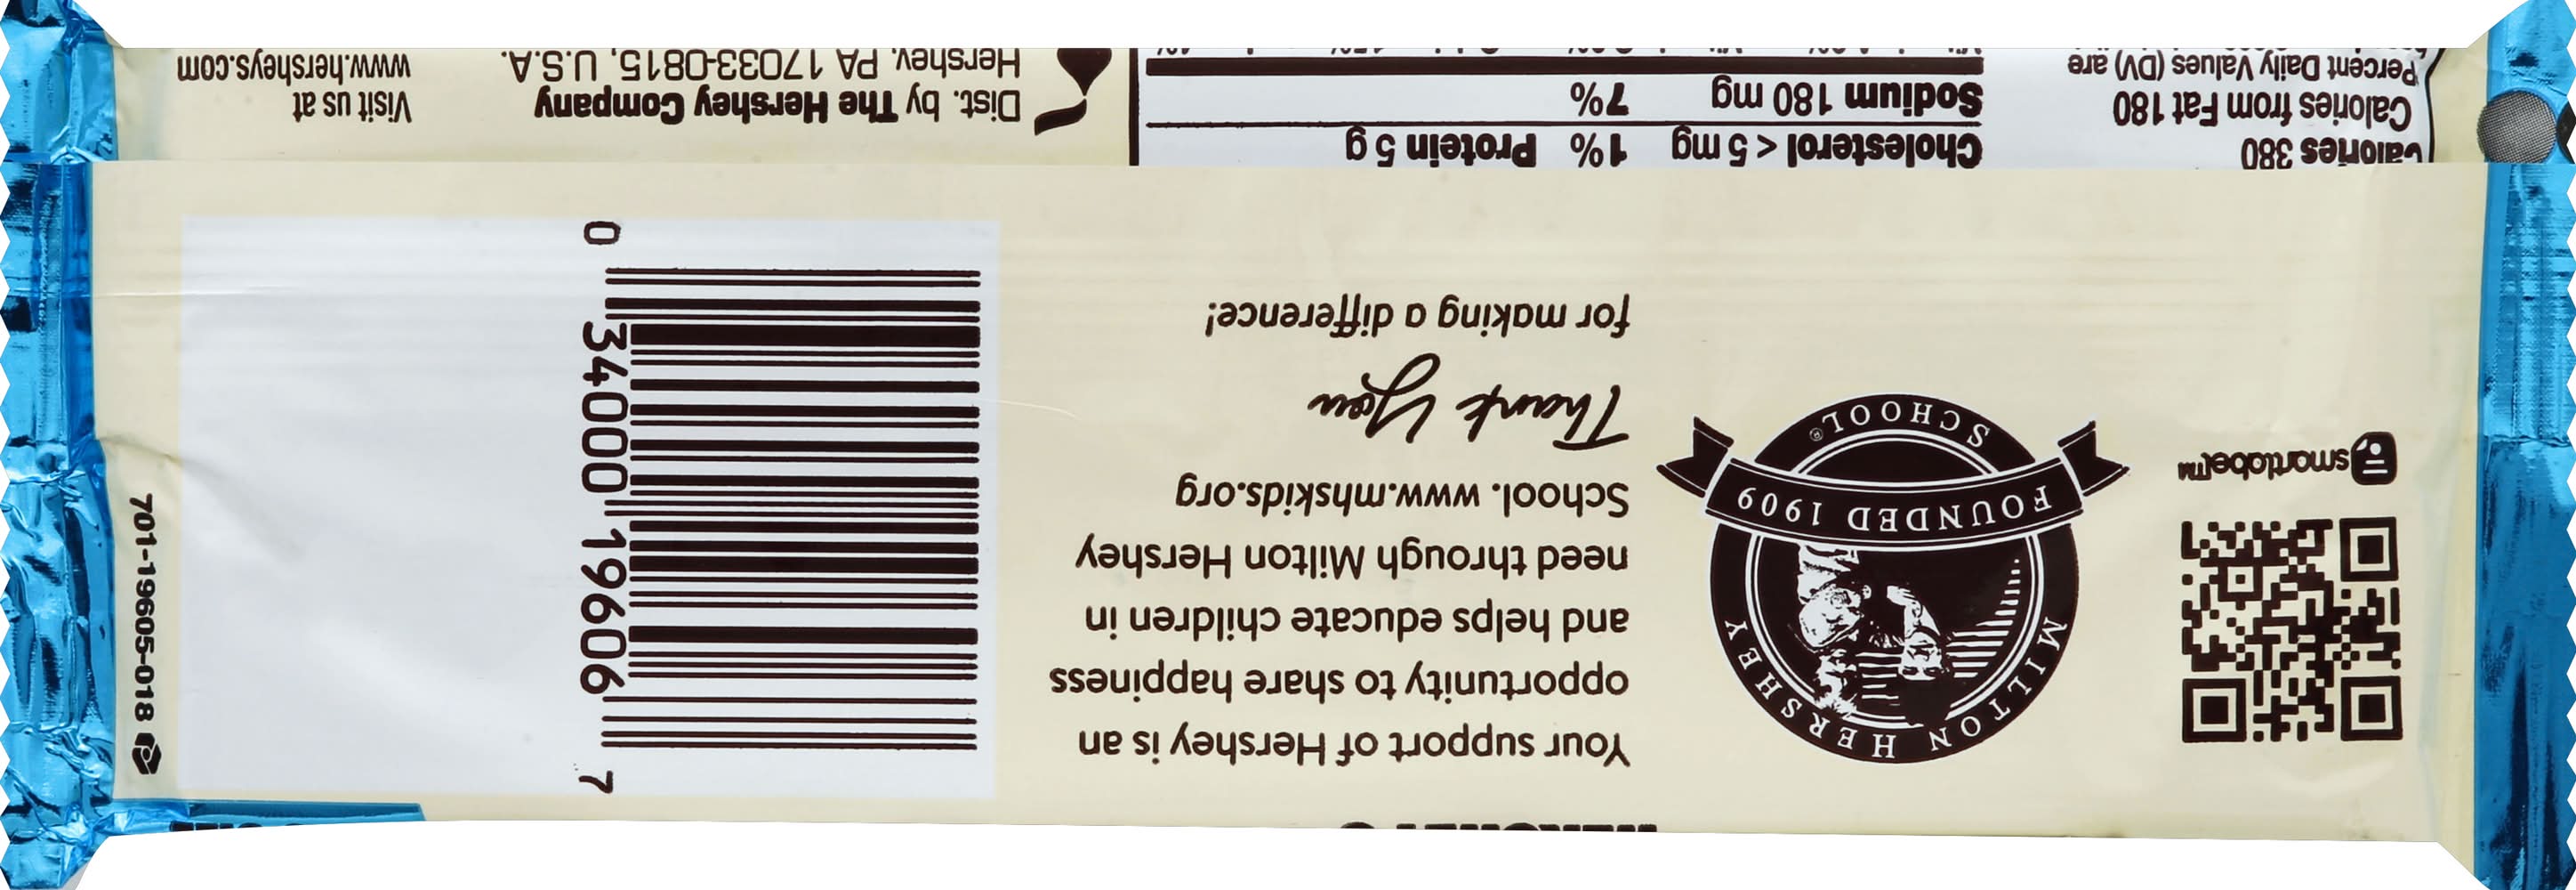 Your support of Hershey is an
opportunity to share happiness
and helps educate children in
need through Milton Hershey
School. www.mhskids.org
Thank You
for making a difference!
MILTON HERSHEY
FOUNDED 1909
SCHOOL®
smartlabel™
0 34000 19606 7
701-19605-018
Calories 380
Calories from Fat 180
Percent Daily Values (DV) are
Cholesterol < 5 mg 1% Protein 5 g
Sodium 180 mg 7%
Dist. by The Hershey Company
Hershey, PA 17033-0815, U.S.A.
Visit us at
www.hersheys.com